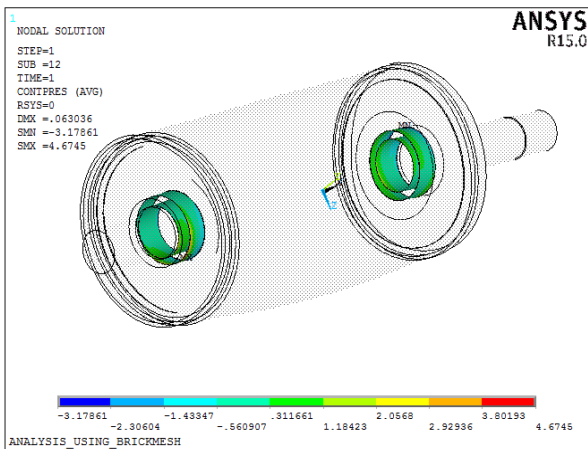 1
NODAL SOLUTION
STEP=1
SUB =12
TIME=1
CONTPRES (AVG)
RSYS=0
DMX =.063036
SMN =-3.17861
SMX =4.6745
ANSYS
R15.0
MN
Z
-3.17861
-2.30604
-1.43347
-.560907
.311661
1.18423
2.0568
2.92936
3.80193
4.6745
ANALYSIS_USING_BRICKMESH